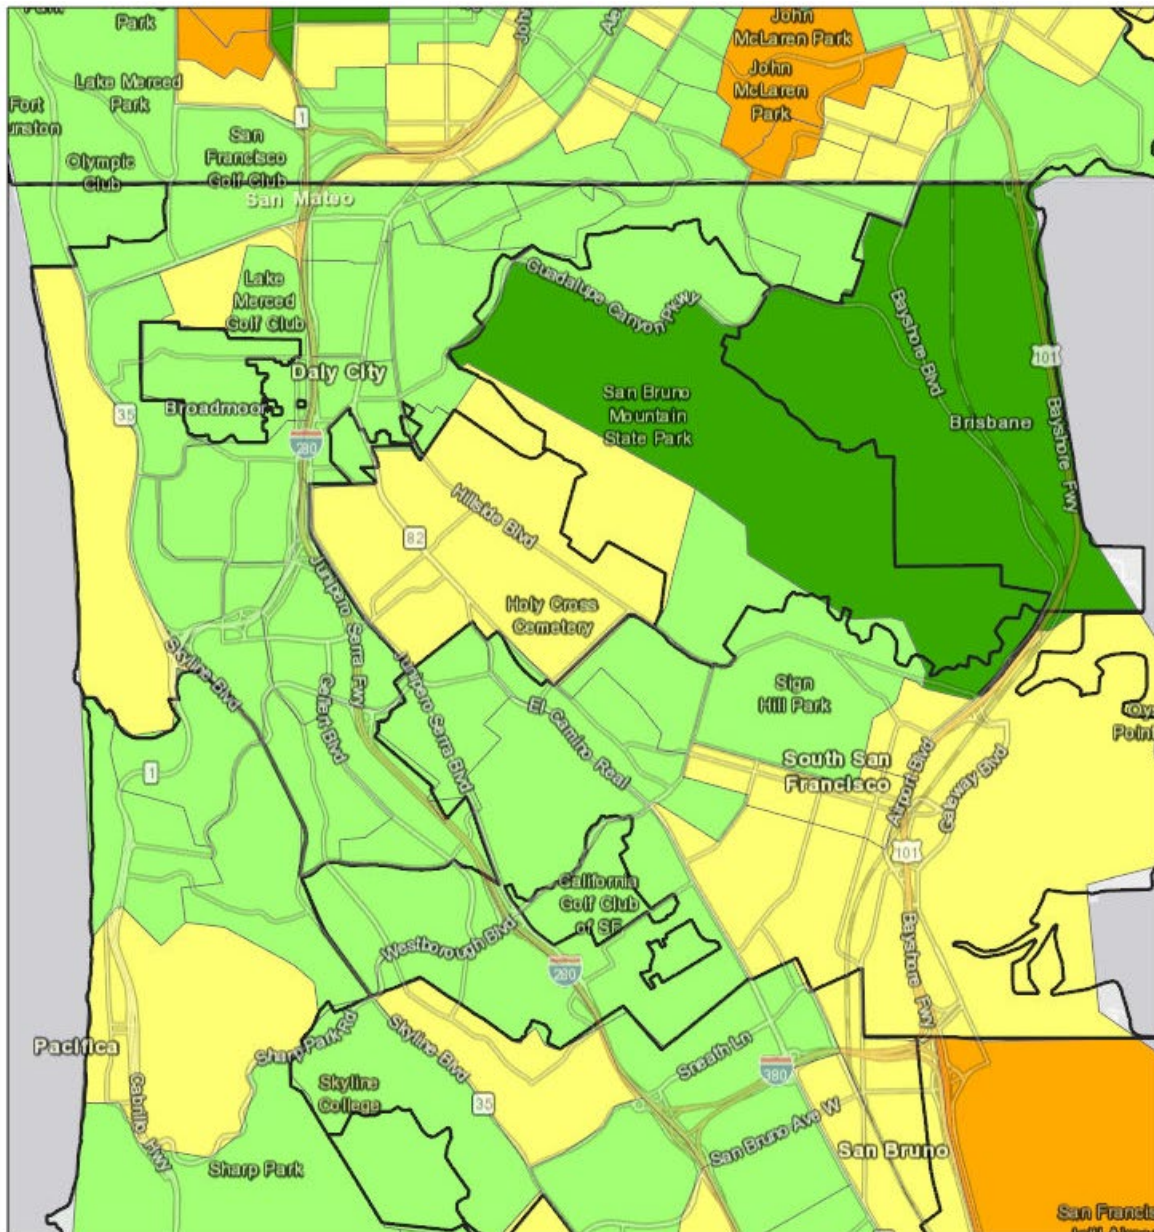 Park
Park
Lake Merced
Park
Fort
unston
Olympic
Club
San
Francisco
Golf Club
San Mateo
1
John
McLaren Park
John
McLaren
Park
Lake
Merced
Golf Club
Guadalupe Canyon Pkwy
Bayshore Blvd
101
Bayshore Fwy
Daly City
Broadmoor
35
280
San Bruno
Mountain
State Park
Brisbane
Hillside Blvd
82
Junipero Serra Fwy
Holy Cross
Cemetery
Junipero Serra Blvd
Skyline Blvd
Callan Blvd
El Camino Real
Sign
Hill Park
Point
South San
Francisco
Airport Blvd
Gateway Blvd
1
101
California
Golf Club
of SF
Westborough Blvd
280
Bayshore Fwy
Pacifica
Sharp Park Rd
Skyline Blvd
Sneath Ln
380
Cabrillo Hwy
Skyline
College
35
San Bruno Ave W
San Bruno
Sharp Park
San Francis